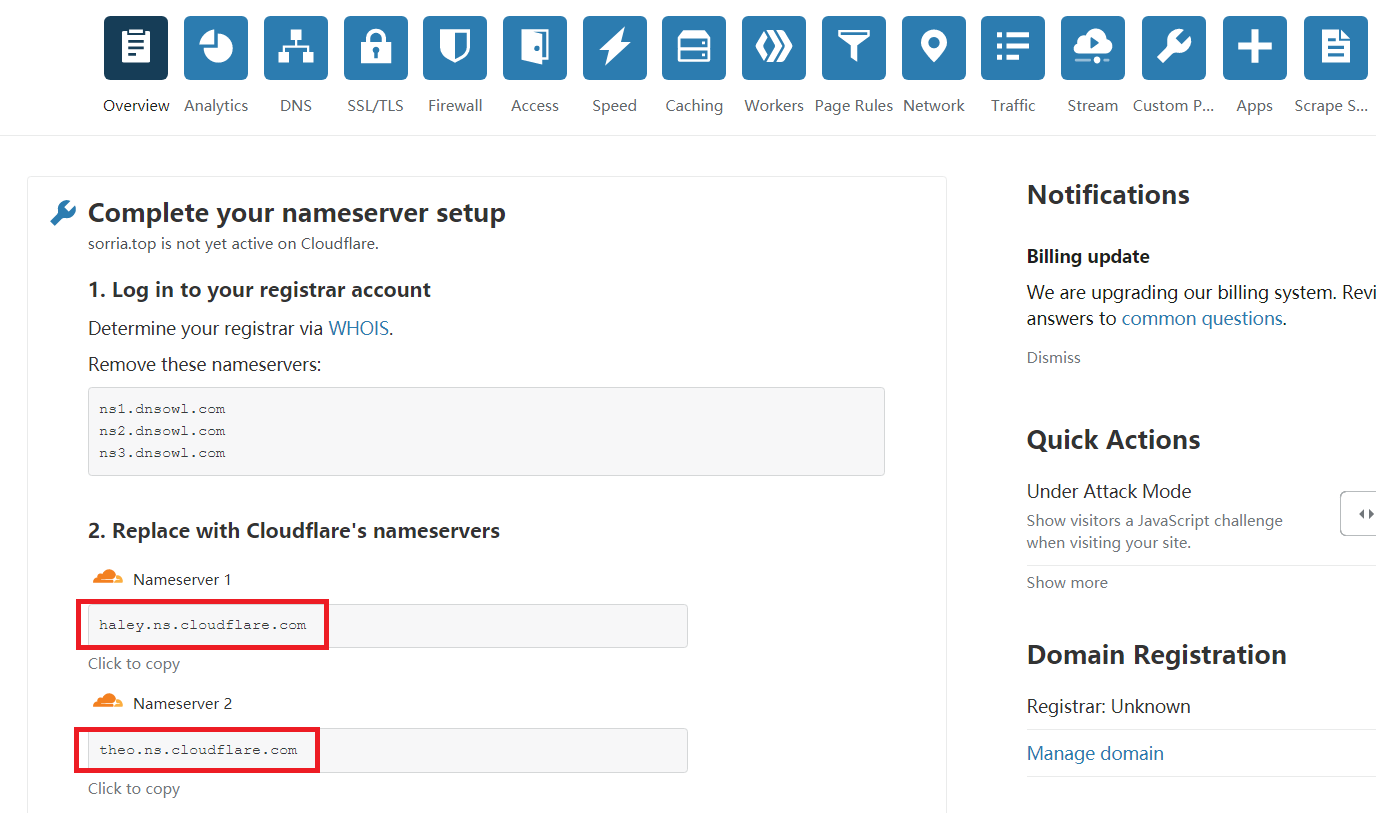 Overview Analytics DNS SSL/TLS Firewall Access Speed Caching Workers Page Rules Network Traffic Stream Custom P... Apps Scrape S...
Complete your nameserver setup
sorria.top is not yet active on Cloudflare.
1. Log in to your registrar account
Determine your registrar via WHOIS.
Remove these nameservers:
ns1.dnsowl.com
ns2.dnsowl.com
ns3.dnsowl.com
2. Replace with Cloudflare's nameservers
Nameserver 1
haley.ns.cloudflare.com
Click to copy
Nameserver 2
theo.ns.cloudflare.com
Click to copy
Notifications
Billing update
We are upgrading our billing system. Revi
answers to common questions.
Dismiss
Quick Actions
Under Attack Mode
Show visitors a JavaScript challenge
when visiting your site.
Show more
Domain Registration
Registrar: Unknown
Manage domain